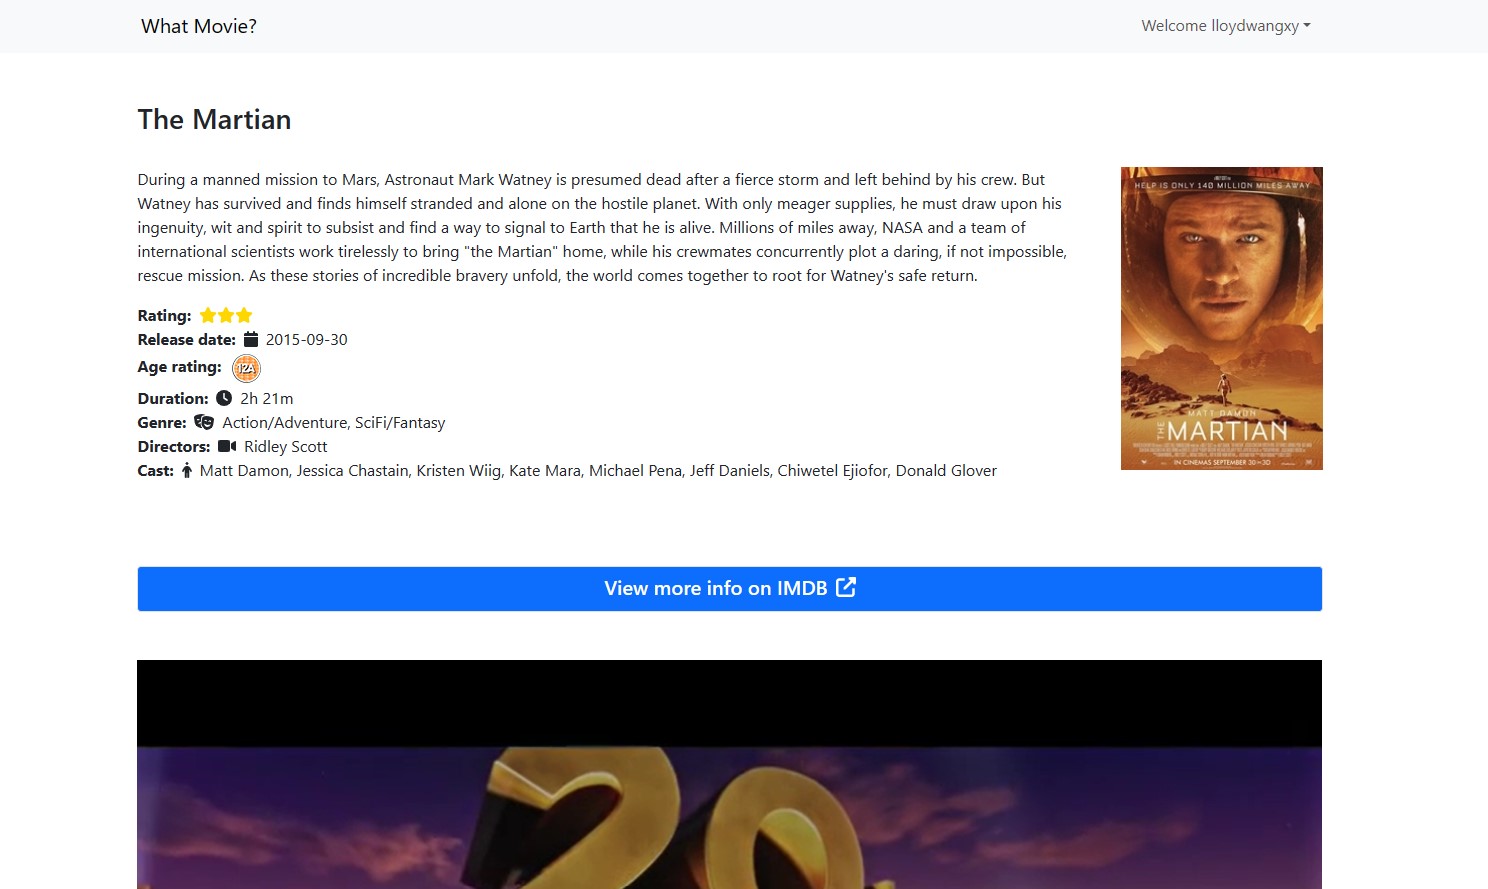 What Movie?
Welcome lloydwangxy
The Martian
During a manned mission to Mars, Astronaut Mark Watney is presumed dead after a fierce storm and left behind by his crew. But
Watney has survived and finds himself stranded and alone on the hostile planet. With only meager supplies, he must draw upon his
ingenuity, wit and spirit to subsist and find a way to signal to Earth that he is alive. Millions of miles away, NASA and a team of
international scientists work tirelessly to bring "the Martian" home, while his crewmates concurrently plot a daring, if not impossible,
rescue mission. As these stories of incredible bravery unfold, the world comes together to root for Watney's safe return.
Rating:
Release date: 2015-09-30
Age rating: 12A
Duration: 2h 21m
Genre: Action/Adventure, SciFi/Fantasy
Directors: Ridley Scott
Cast: Matt Damon, Jessica Chastain, Kristen Wiig, Kate Mara, Michael Pena, Jeff Daniels, Chiwetel Ejiofor, Donald Glover
HELP IS ONLY 140 MILLION MILES AWAY
MATT DAMON
THE MARTIAN
IN CINEMAS SEPTEMBER 30
View more info on IMDB
20